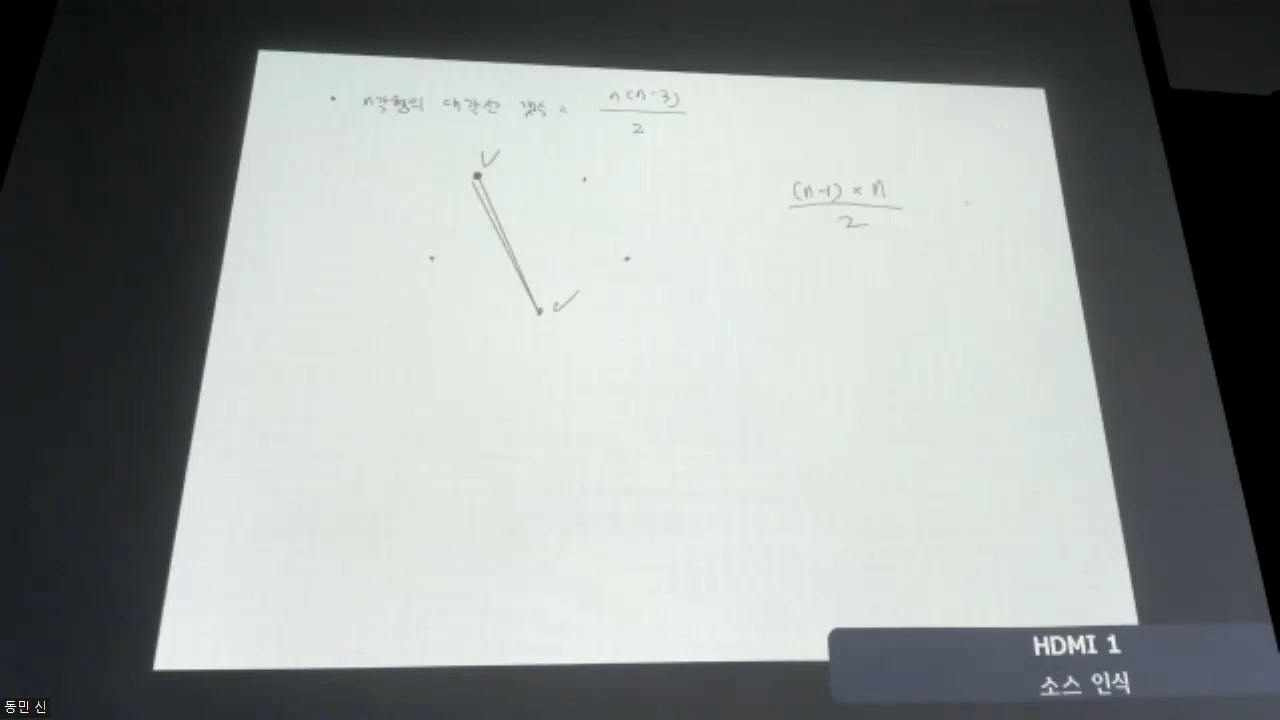 · n각형의 대각선 갯수 = n(n-3)/2
(n-1) × n / 2
HDMI 1
소스 인식
동민 신